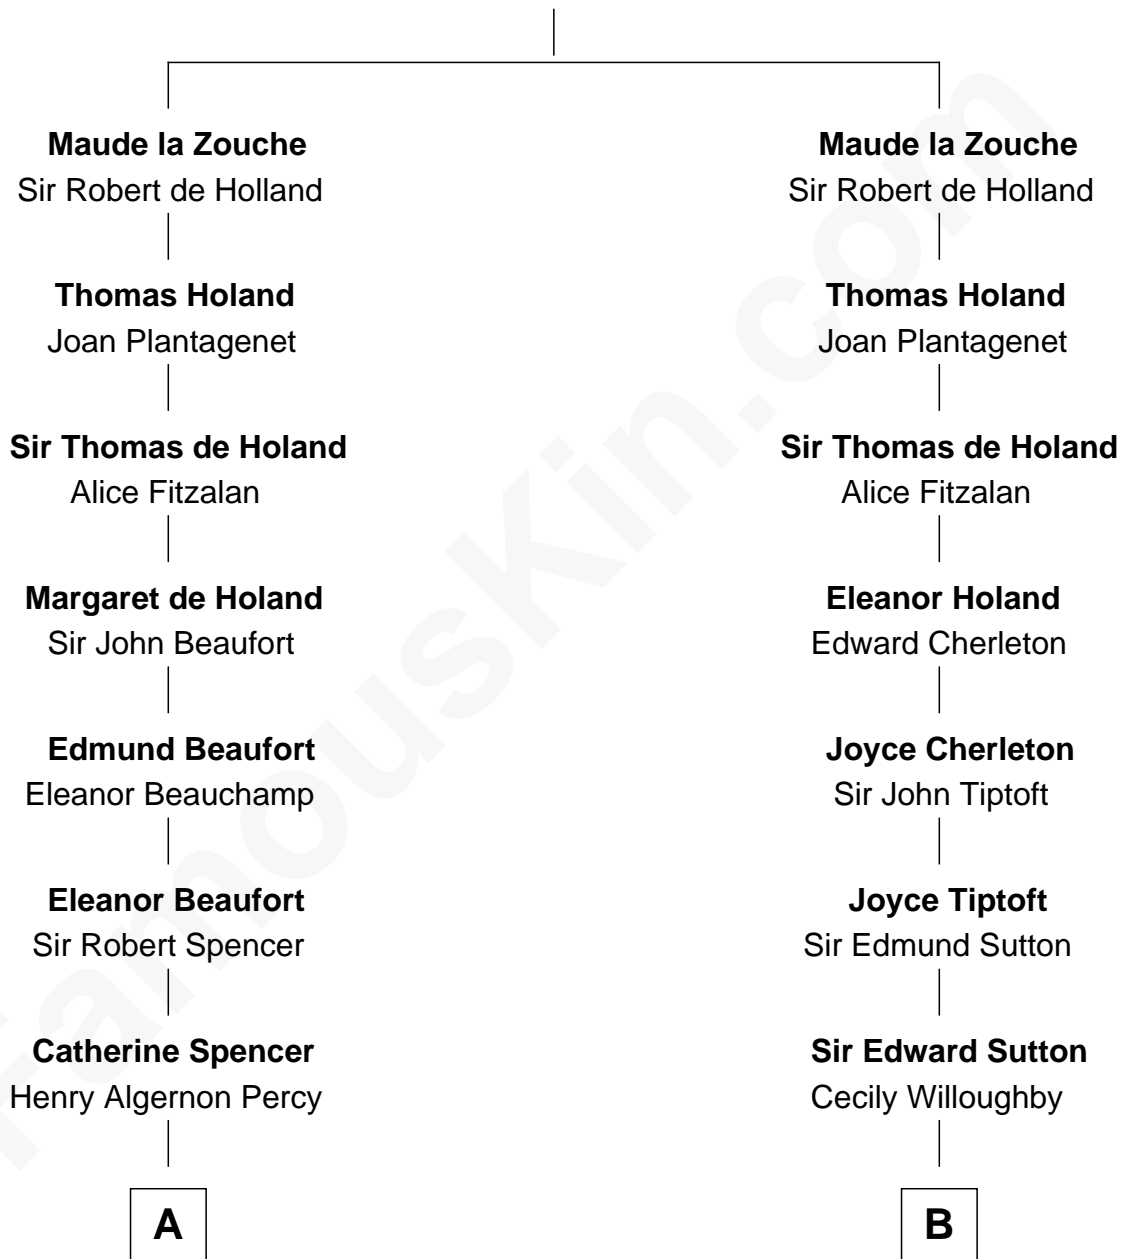 Maude la Zouche
Sir Robert de Holland
Thomas Holand
Joan Plantagenet
Sir Thomas de Holand
Alice Fitzalan
Margaret de Holand
Sir John Beaufort
Edmund Beaufort
Eleanor Beauchamp
Eleanor Beaufort
Sir Robert Spencer
Catherine Spencer
Henry Algernon Percy
A
Maude la Zouche
Sir Robert de Holland
Thomas Holand
Joan Plantagenet
Sir Thomas de Holand
Alice Fitzalan
Eleanor Holand
Edward Cherleton
Joyce Cherleton
Sir John Tiptoft
Joyce Tiptoft
Sir Edmund Sutton
Sir Edward Sutton
Cecily Willoughby
B
FamousKin.com